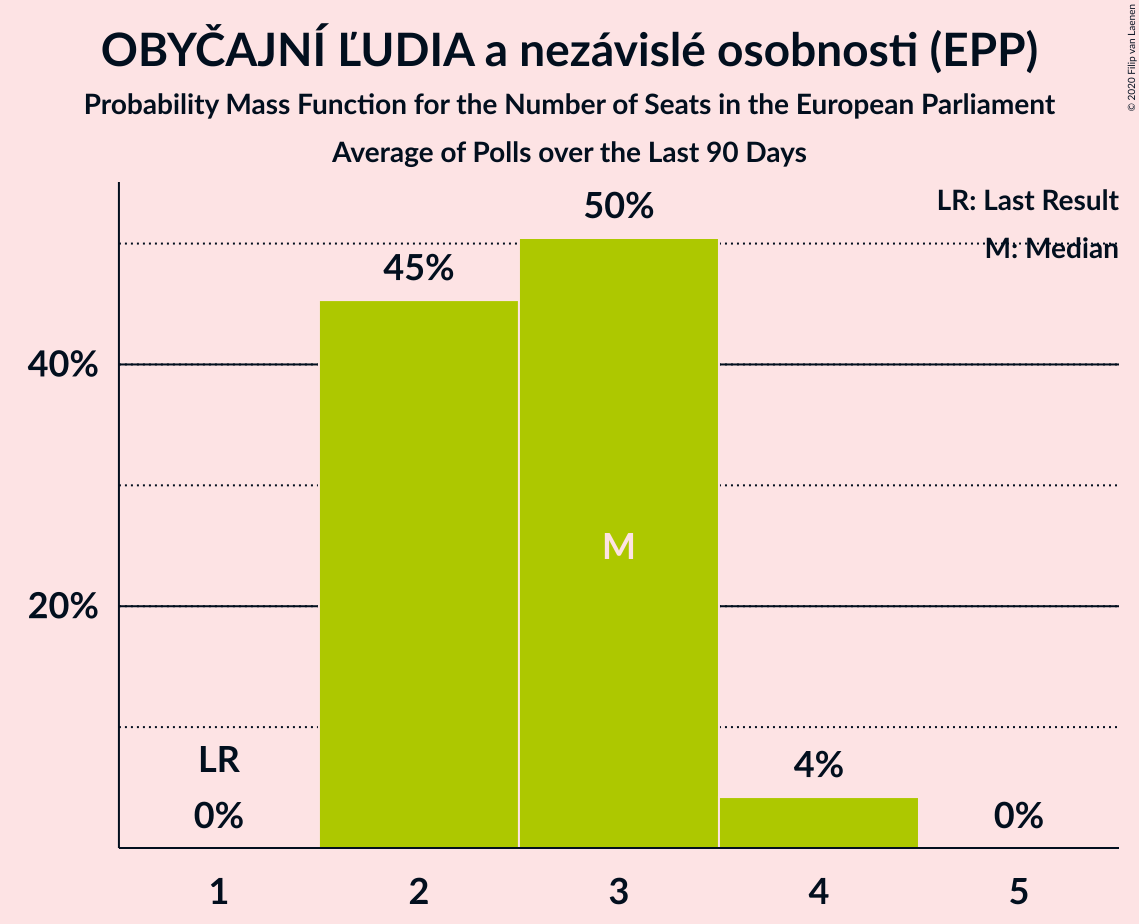 OBYČAJNÍ ĽUDIA a nezávislé osobnosti (EPP)
Probability Mass Function for the Number of Seats in the European Parliament
Average of Polls over the Last 90 Days
© 2020 Filip van Laenen
LR: Last Result
M: Median
50%
45%
40%
M
20%
LR
4%
0%
0%
1 2 3 4 5